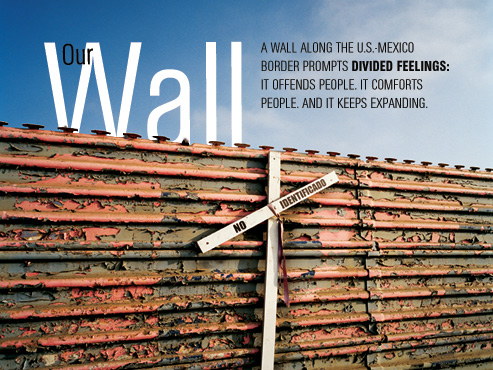 Our
Wall
A WALL ALONG THE U.S.-MEXICO
BORDER PROMPTS DIVIDED FEELINGS:
IT OFFENDS PEOPLE. IT COMFORTS
PEOPLE. AND IT KEEPS EXPANDING.
NO IDENTIFICADO